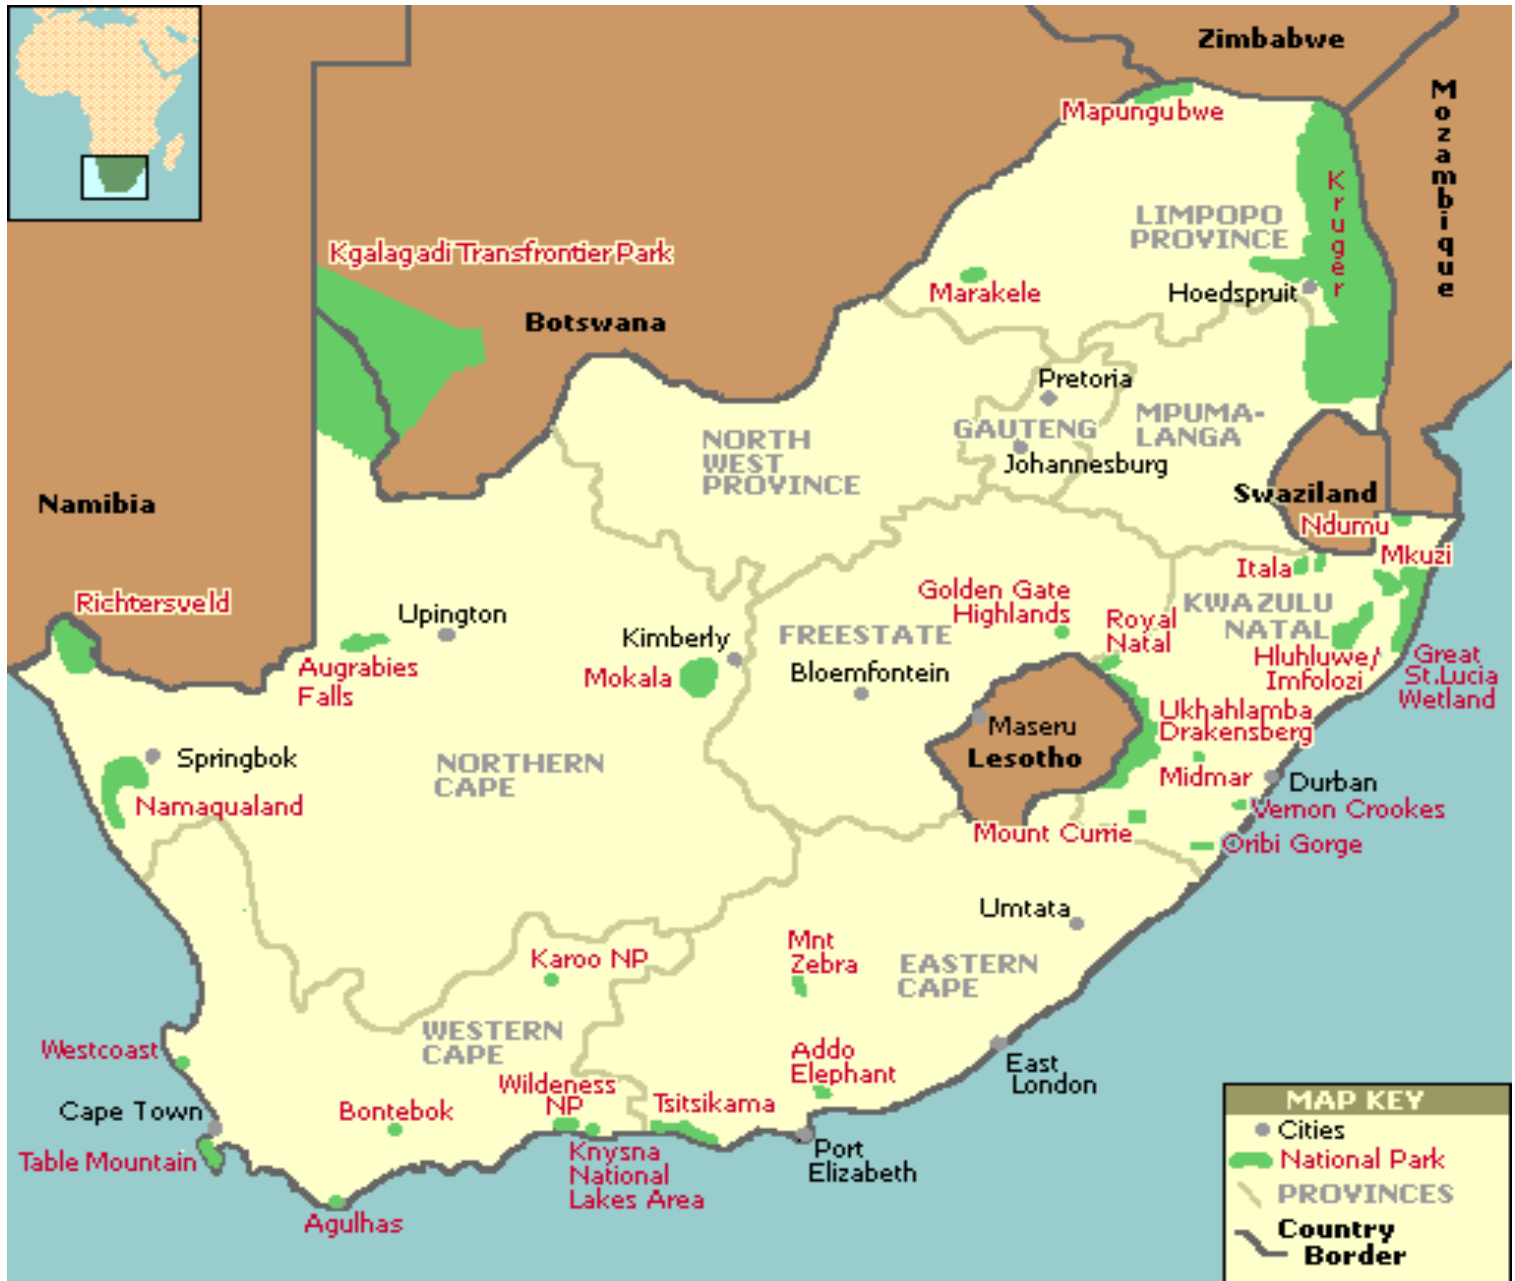 Zimbabwe
Mozambique
Mapungubwe
Kruger
LIMPOPO
PROVINCE
Kgalagadi Transfrontier Park
Marakele
Hoedspruit
Botswana
Pretoria
GAUTENG
MPUMA-
LANGA
Johannesburg
NORTH
WEST
PROVINCE
Namibia
Swaziland
Ndumu
Mkuzi
Itala
Richtersveld
Upington
Golden Gate
Highlands
Royal
Natal
KWAZULU
NATAL
Kimberly
FREESTATE
Augrabies
Falls
Mokala
Bloemfontein
Hluhluwe/
Imfolozi
Great
St.Lucia
Wetland
Maseru
Lesotho
Ukhahlamba
Drakensberg
Springbok
NORTHERN
CAPE
Midmar
Durban
Namaqualand
Mount Currie
Vernon Crookes
Oribi Gorge
Umtata
Karoo NP
Mnt
Zebra
EASTERN
CAPE
WESTERN
CAPE
Westcoast
Addo
Elephant
East
London
Wildeness
NP
Tsitsikama
Cape Town
Bontebok
Table Mountain
Knysna
National
Lakes Area
Port
Elizabeth
Agulhas
MAP KEY
Cities
National Park
PROVINCES
Country
Border